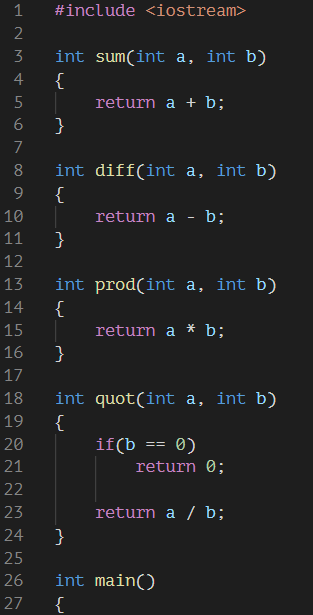 1 #include <iostream>
2
3 int sum(int a, int b)
4 {
5     return a + b;
6 }
7
8 int diff(int a, int b)
9 {
10     return a - b;
11 }
12
13 int prod(int a, int b)
14 {
15     return a * b;
16 }
17
18 int quot(int a, int b)
19 {
20     if(b == 0)
21         return 0;
22
23     return a / b;
24 }
25
26 int main()
27 {